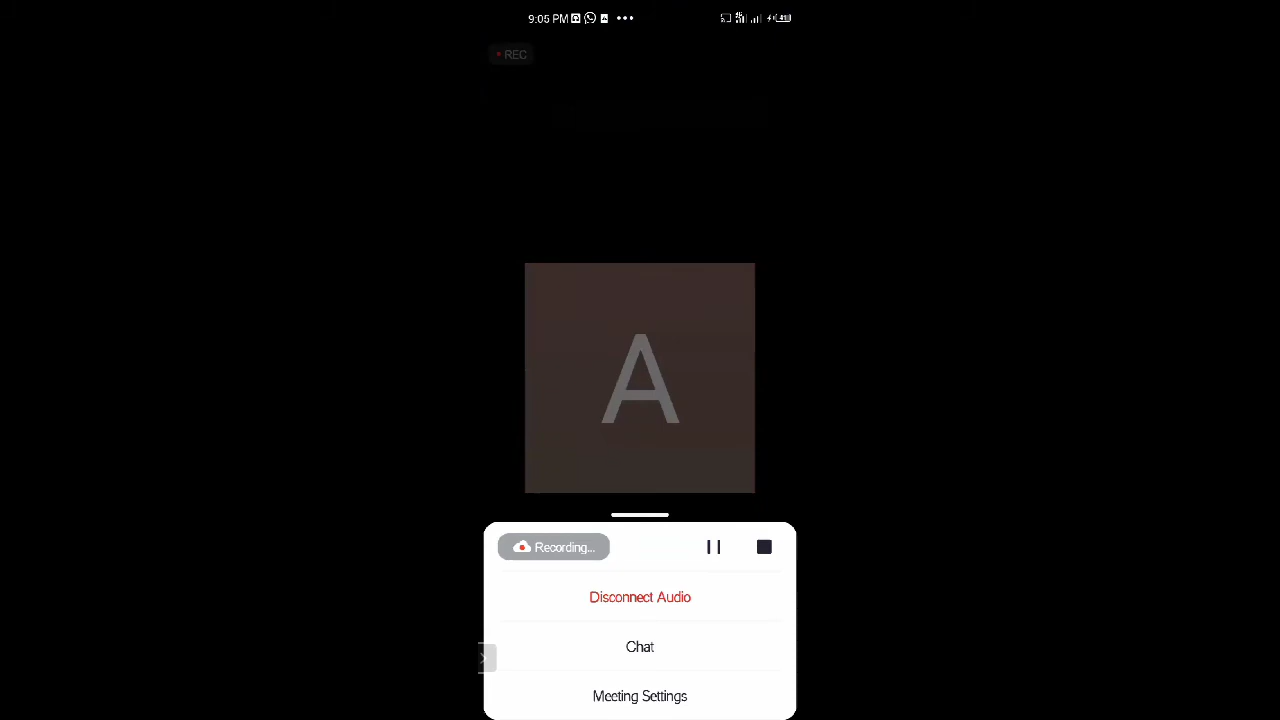 9:05 PM
REC
A
Recording...
Disconnect Audio
Chat
Meeting Settings